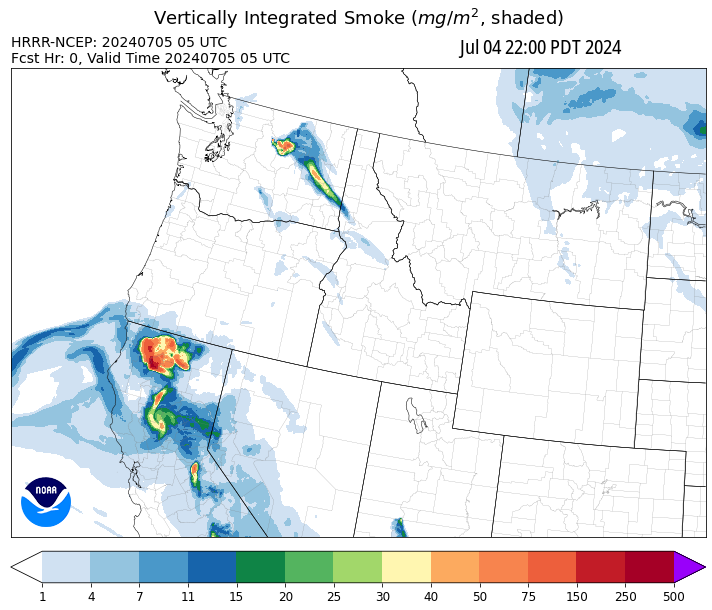 Vertically Integrated Smoke (mg/m², shaded)
HRRR-NCEP: 20240705 05 UTC
Jul 04 22:00 PDT 2024
Fcst Hr: 0, Valid Time 20240705 05 UTC
NOAA
1 4 7 11 15 20 25 30 40 50 75 150 250 500